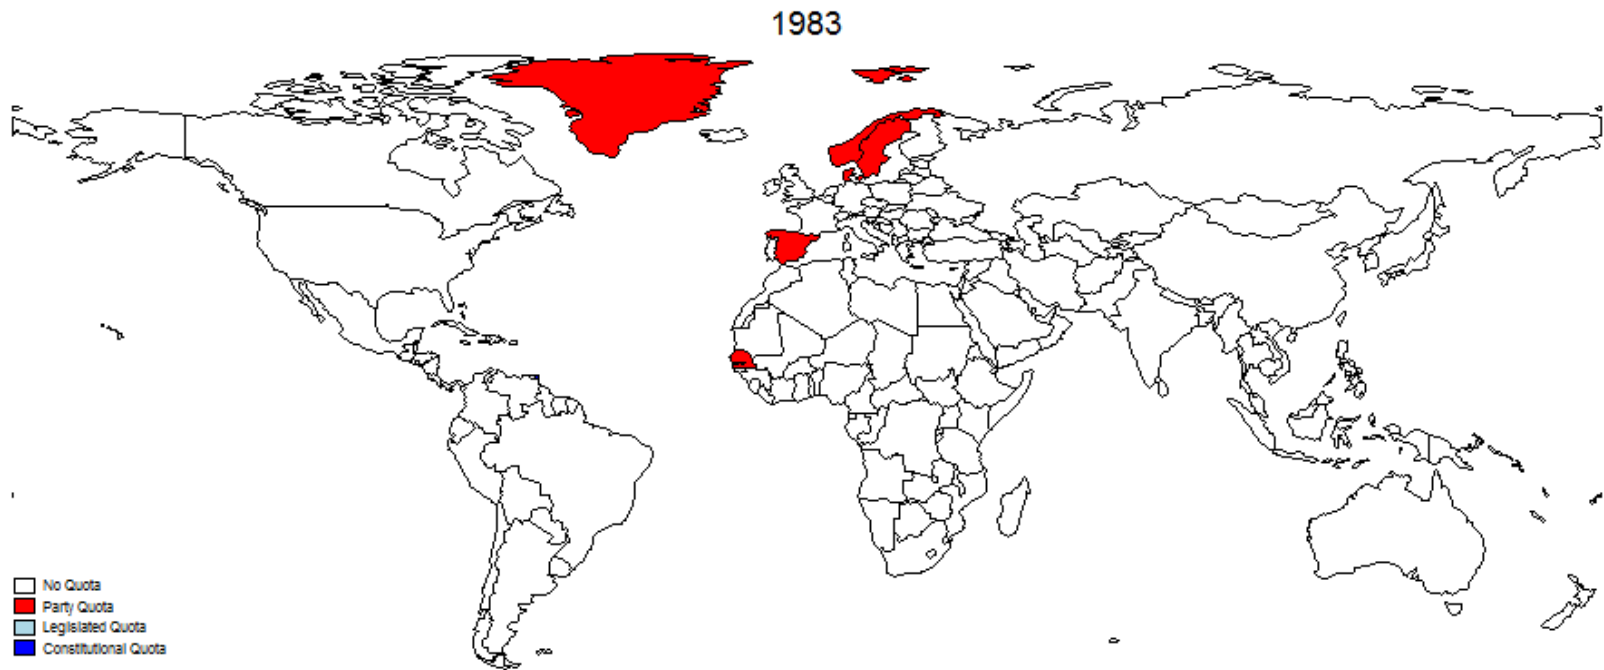 1983
No Quota
Party Quota
Legislated Quota
Constitutional Quota